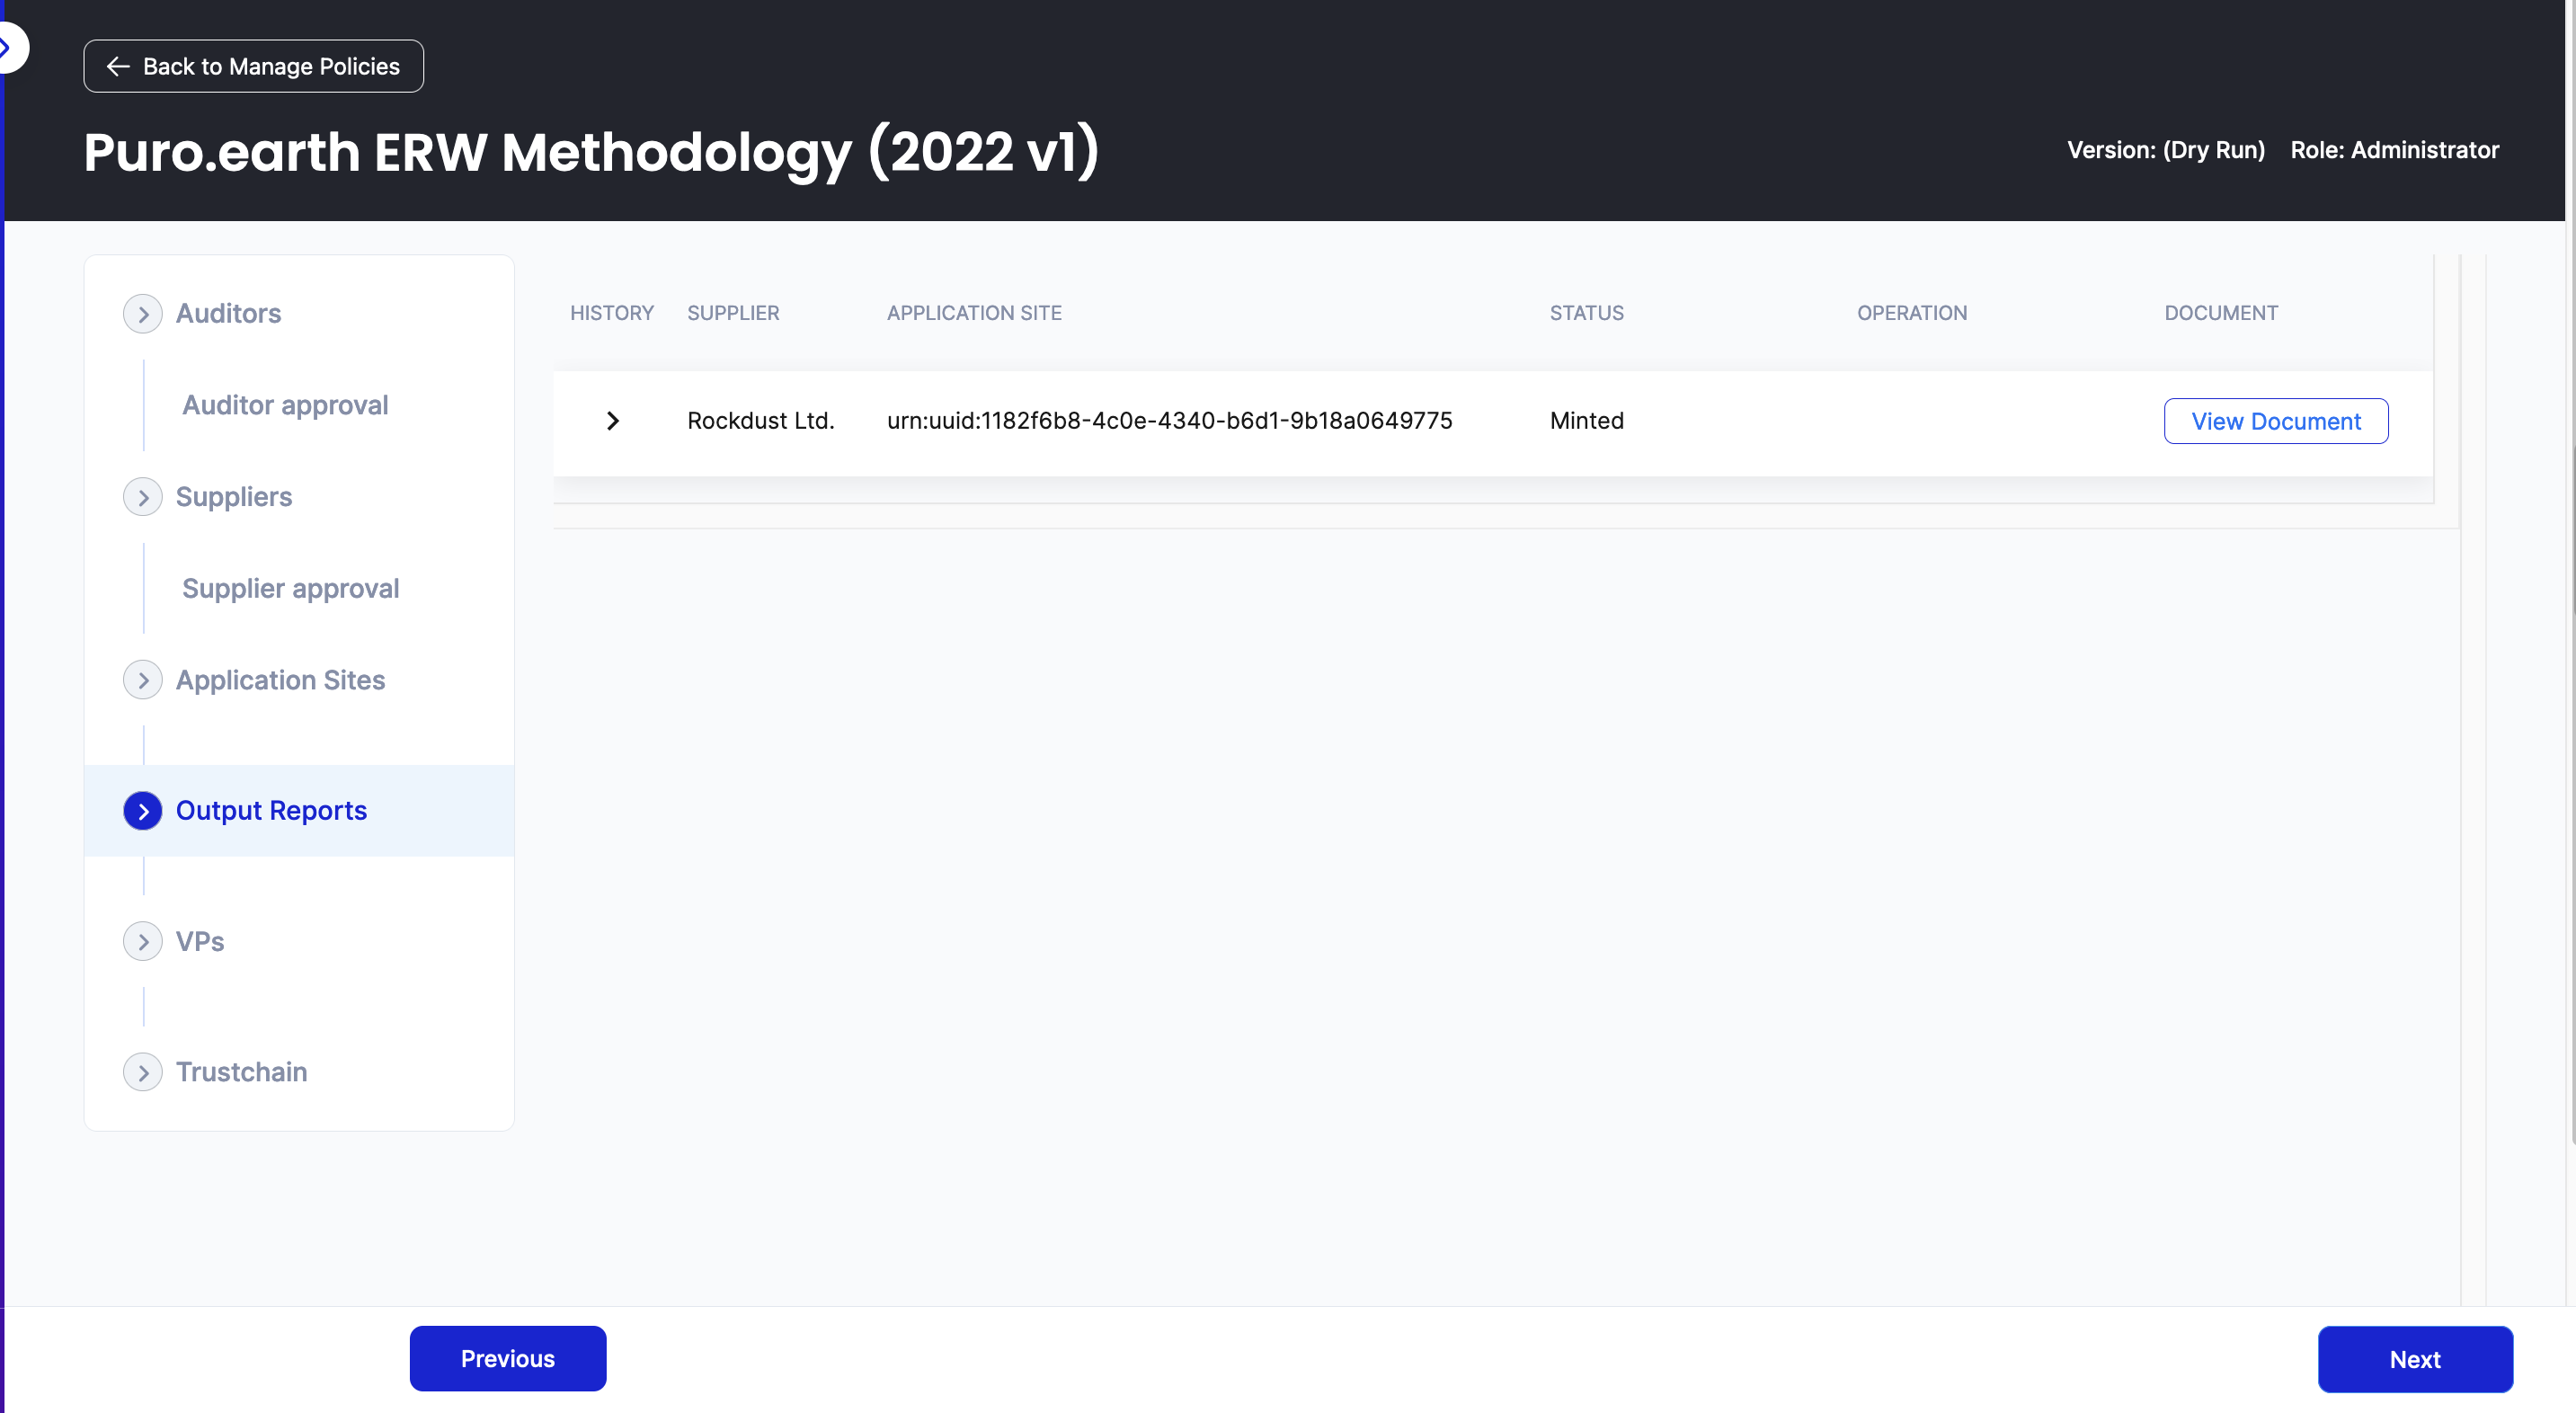 Back to Manage Policies
Puro.earth ERW Methodology (2022 v1)
Version: (Dry Run) Role: Administrator
Auditors
Auditor approval
Suppliers
Supplier approval
Application Sites
Output Reports
VPs
Trustchain
HISTORY SUPPLIER APPLICATION SITE STATUS OPERATION DOCUMENT
Rockdust Ltd. urn:uuid:1182f6b8-4c0e-4340-b6d1-9b18a0649775 Minted View Document
Previous
Next